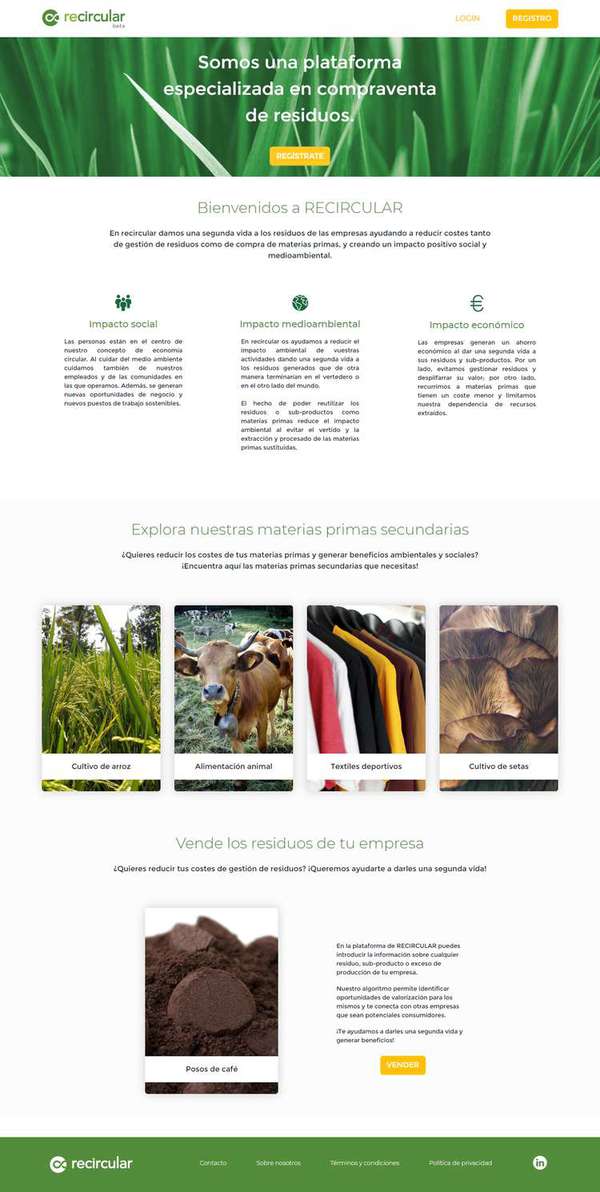 recircular
beta
LOGIN
REGISTRO
Somos una plataforma
especializada en compraventa
de residuos.
REGÍSTRATE
Bienvenidos a RECIRCULAR
En recircular damos una segunda vida a los residuos de las empresas ayudando a reducir costes tanto
de gestión de residuos como de compra de materias primas, y creando un impacto positivo social y
medioambiental.
Impacto social
Las personas están en el centro de
nuestro concepto de economía
circular. Al cuidar del medio ambiente
cuidamos también de nuestros
empleados y de las comunidades en
las que operamos. Además, se generan
nuevas oportunidades de negocio y
nuevos puestos de trabajo sostenibles.
Impacto medioambiental
En recircular os ayudamos a reducir el
impacto ambiental de vuestras
actividades dando una segunda vida a
los residuos generados que de otra
manera terminarían en el vertedero o
en el otro lado del mundo.
El hecho de poder reutilizar los
residuos o sub-productos como
materias primas reduce el impacto
ambiental al evitar el vertido y la
extracción y procesado de las materias
primas sustituidas.
Impacto económico
Las empresas generan un ahorro
económico al dar una segunda vida a
sus residuos y sub-productos. Por un
lado, evitamos gestionar residuos y
despilfarrar su valor; por otro lado,
recurrimos a materias primas que
tienen un coste menor y limitamos
nuestra dependencia de recursos
extraídos.
Explora nuestras materias primas secundarias
¿Quieres reducir los costes de tus materias primas y generar beneficios ambientales y sociales?
¡Encuentra aquí las materias primas secundarias que necesitas!
Cultivo de arroz
Alimentación animal
Textiles deportivos
Cultivo de setas
Vende los residuos de tu empresa
¿Quieres reducir tus costes de gestión de residuos? ¡Queremos ayudarte a darles una segunda vida!
Posos de café
En la plataforma de RECIRCULAR puedes
introducir la información sobre cualquier
residuo, sub-producto o exceso de
producción de tu empresa.
Nuestro algoritmo permite identificar
oportunidades de valorización para los
mismos y te conecta con otras empresas
que sean potenciales consumidores.
¡Te ayudamos a darles una segunda vida y
generar beneficios!
VENDER
recircular
Contacto
Sobre nosotros
Términos y condiciones
Política de privacidad
in